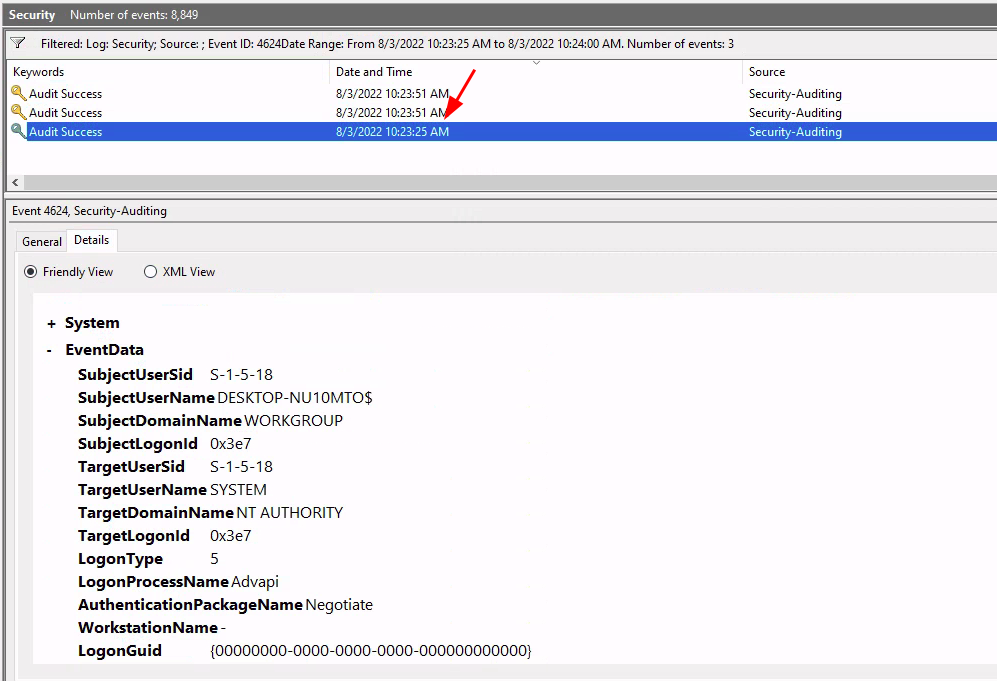 Security Number of events: 8,849
Filtered: Log: Security; Source: ; Event ID: 4624Date Range: From 8/3/2022 10:23:25 AM to 8/3/2022 10:24:00 AM. Number of events: 3
Keywords Date and Time Source
Audit Success 8/3/2022 10:23:51 AM Security-Auditing
Audit Success 8/3/2022 10:23:51 AM Security-Auditing
Audit Success 8/3/2022 10:23:25 AM Security-Auditing
Event 4624, Security-Auditing
General Details
Friendly View XML View
+ System
- EventData
SubjectUserSid S-1-5-18
SubjectUserName DESKTOP-NU10MTO$
SubjectDomainName WORKGROUP
SubjectLogonId 0x3e7
TargetUserSid S-1-5-18
TargetUserName SYSTEM
TargetDomainName NT AUTHORITY
TargetLogonId 0x3e7
LogonType 5
LogonProcessName Advapi
AuthenticationPackageName Negotiate
WorkstationName -
LogonGuid {00000000-0000-0000-0000-000000000000}